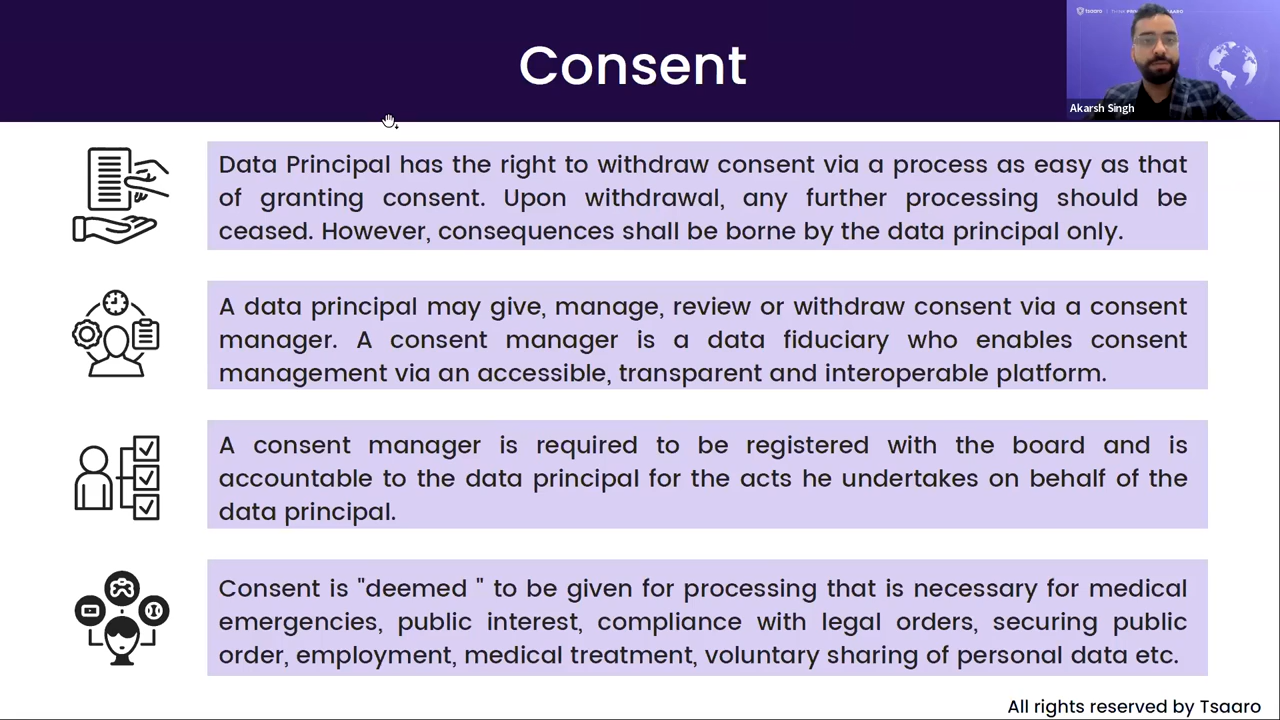 Consent
tsaaro
Akarsh Singh
Data Principal has the right to withdraw consent via a process as easy as that
of granting consent. Upon withdrawal, any further processing should be
ceased. However, consequences shall be borne by the data principal only.
A data principal may give, manage, review or withdraw consent via a consent
manager. A consent manager is a data fiduciary who enables consent
management via an accessible, transparent and interoperable platform.
A consent manager is required to be registered with the board and is
accountable to the data principal for the acts he undertakes on behalf of the
data principal.
Consent is "deemed " to be given for processing that is necessary for medical
emergencies, public interest, compliance with legal orders, securing public
order, employment, medical treatment, voluntary sharing of personal data etc.
All rights reserved by Tsaaro